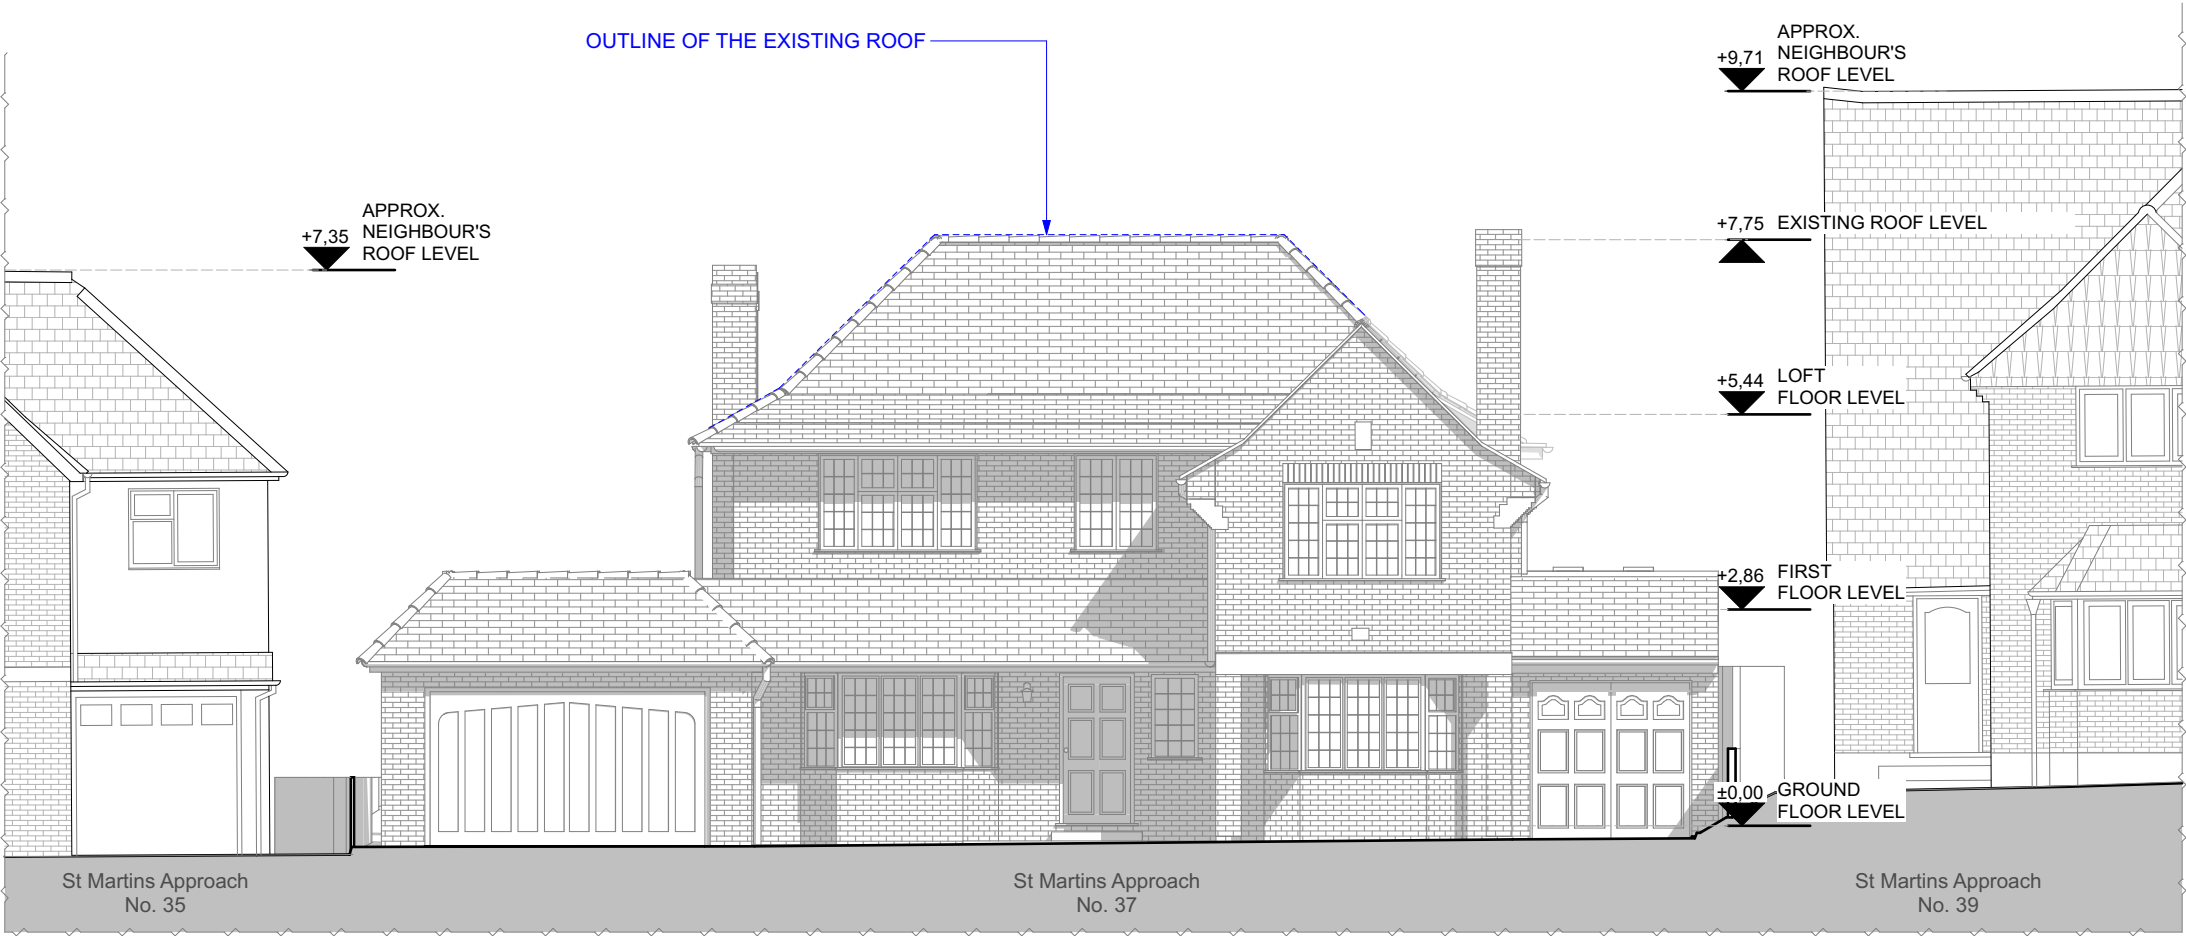 OUTLINE OF THE EXISTING ROOF
APPROX.
NEIGHBOUR'S
ROOF LEVEL
+9,71
APPROX.
NEIGHBOUR'S
ROOF LEVEL
+7,35
+7,75 EXISTING ROOF LEVEL
+5,44 LOFT
FLOOR LEVEL
+2,86 FIRST
FLOOR LEVEL
±0,00 GROUND
FLOOR LEVEL
St Martins Approach
No. 35
St Martins Approach
No. 37
St Martins Approach
No. 39